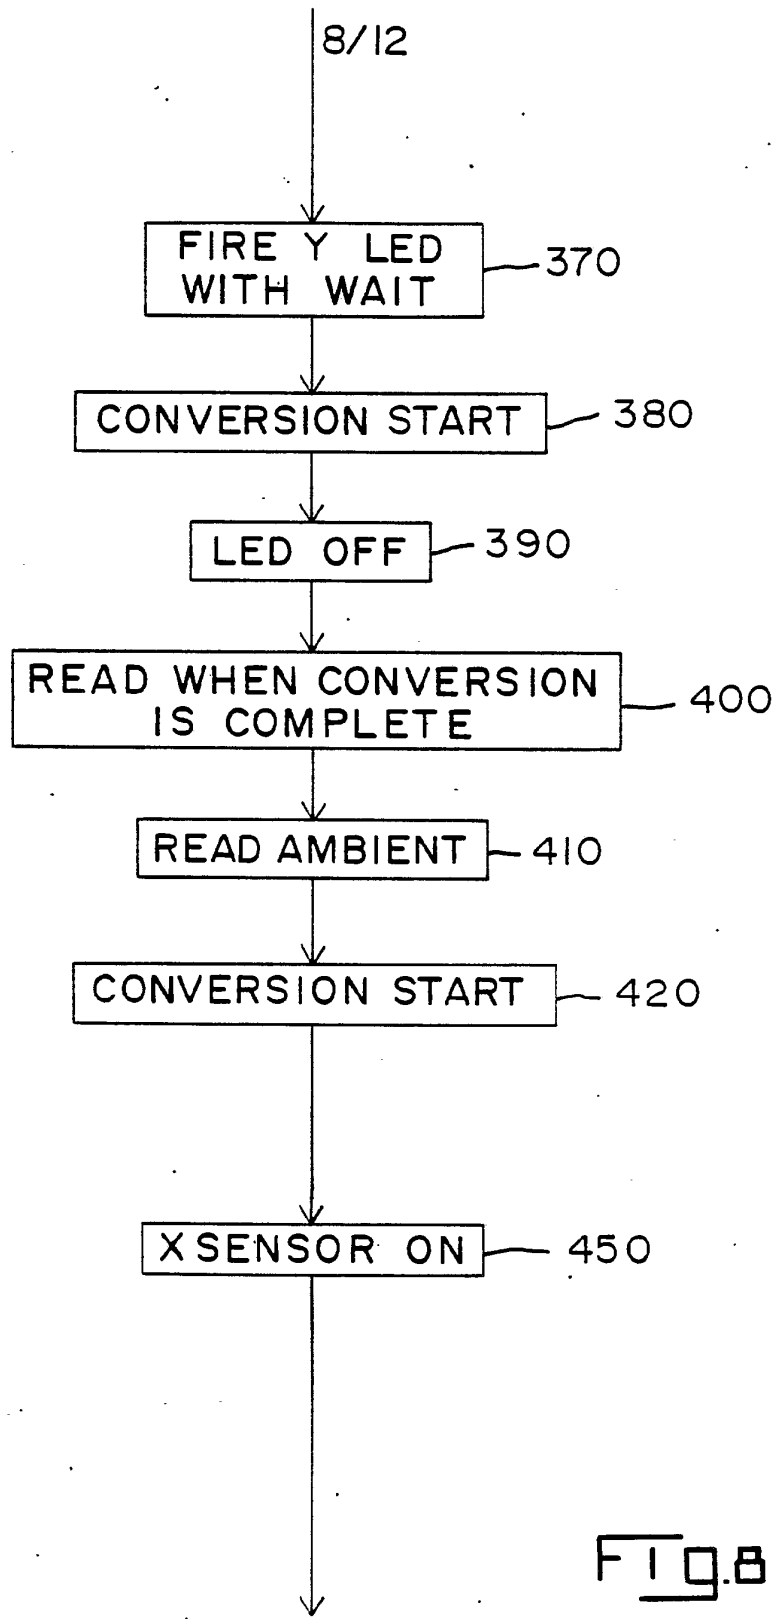 8/12
FIRE Y LED
WITH WAIT
370
CONVERSION START
380
LED OFF
390
READ WHEN CONVERSION
IS COMPLETE
400
READ AMBIENT
410
CONVERSION START
420
X SENSOR ON
450
Fig.8